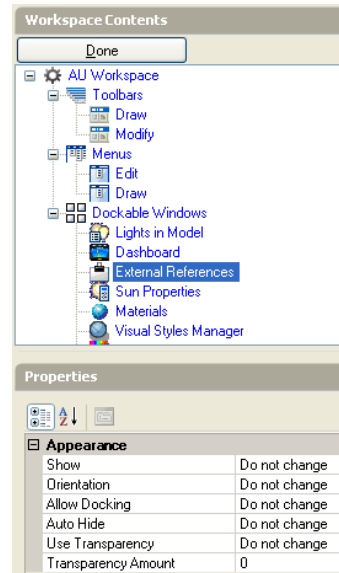 Workspace Contents
Done
AU Workspace
Toolbars
Draw
Modify
Menus
Edit
Draw
Dockable Windows
Lights in Model
Dashboard
External References
Sun Properties
Materials
Visual Styles Manager
Properties
Appearance
Show Do not change
Orientation Do not change
Allow Docking Do not change
Auto Hide Do not change
Use Transparency Do not change
Transparency Amount 0